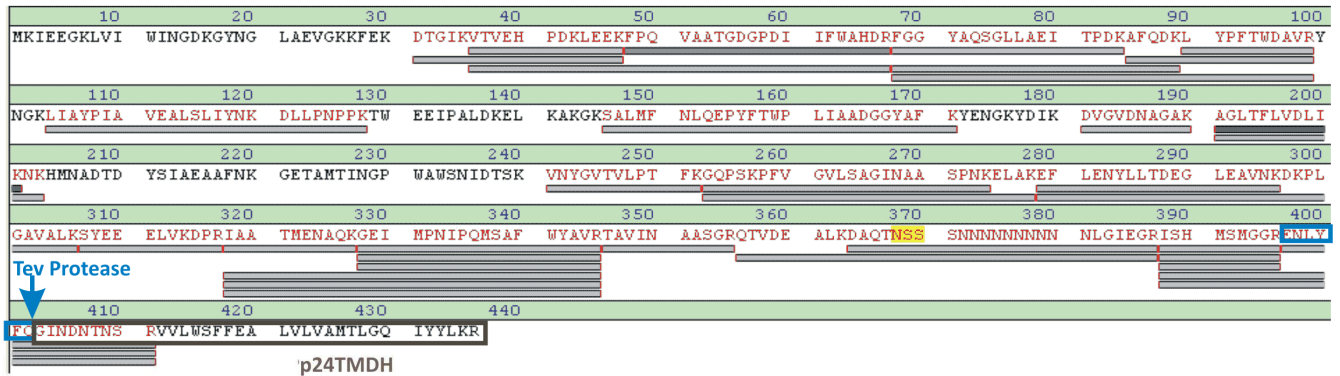 10 20 30 40 50 60 70 80 90 100
MKIEEGKLVI WINGDKGYNG LAEVGKKFEK DTGIKVTVEH PDKLEEKFPQ VAATGDGPDI IFWAHDRFGG YAQSGLLAEI TPDKAFQDKL YPFTWDAVRY
110 120 130 140 150 160 170 180 190 200
NGKLIAYPIA VEALSLIYNK DLLPNPPKTW EEIPALDKEL KAKGKSALMF NLQEPYFTWP LIAADGGYAF KYENGKYDIK DVGVDNAGAK AGLTFLVDLI
210 220 230 240 250 260 270 280 290 300
KNKHMNADTD YSIAEAAFNK GETAMTINGP WAWSNIDTSK VNYGVTVLPT FKGQPSKPFV GVLSAGINAA SPNKELAKEF LENYLLTDEG LEAVNKDKPL
310 320 330 340 350 360 370 380 390 400
GAVALKSYEE ELVKDPRIAA TMENAQKGEI MPNIPQMSAF WYAVRTAVIN AASGRQTVDE ALKDAQTNSS SNNNNNNNNN NLGIEGRISH MSMGGRENLY
Tev Protease
410 420 430 440
FQGINDNTNS RVVLWSFFEA LVLVAMTLGQ IYYLKR
p24TMDH